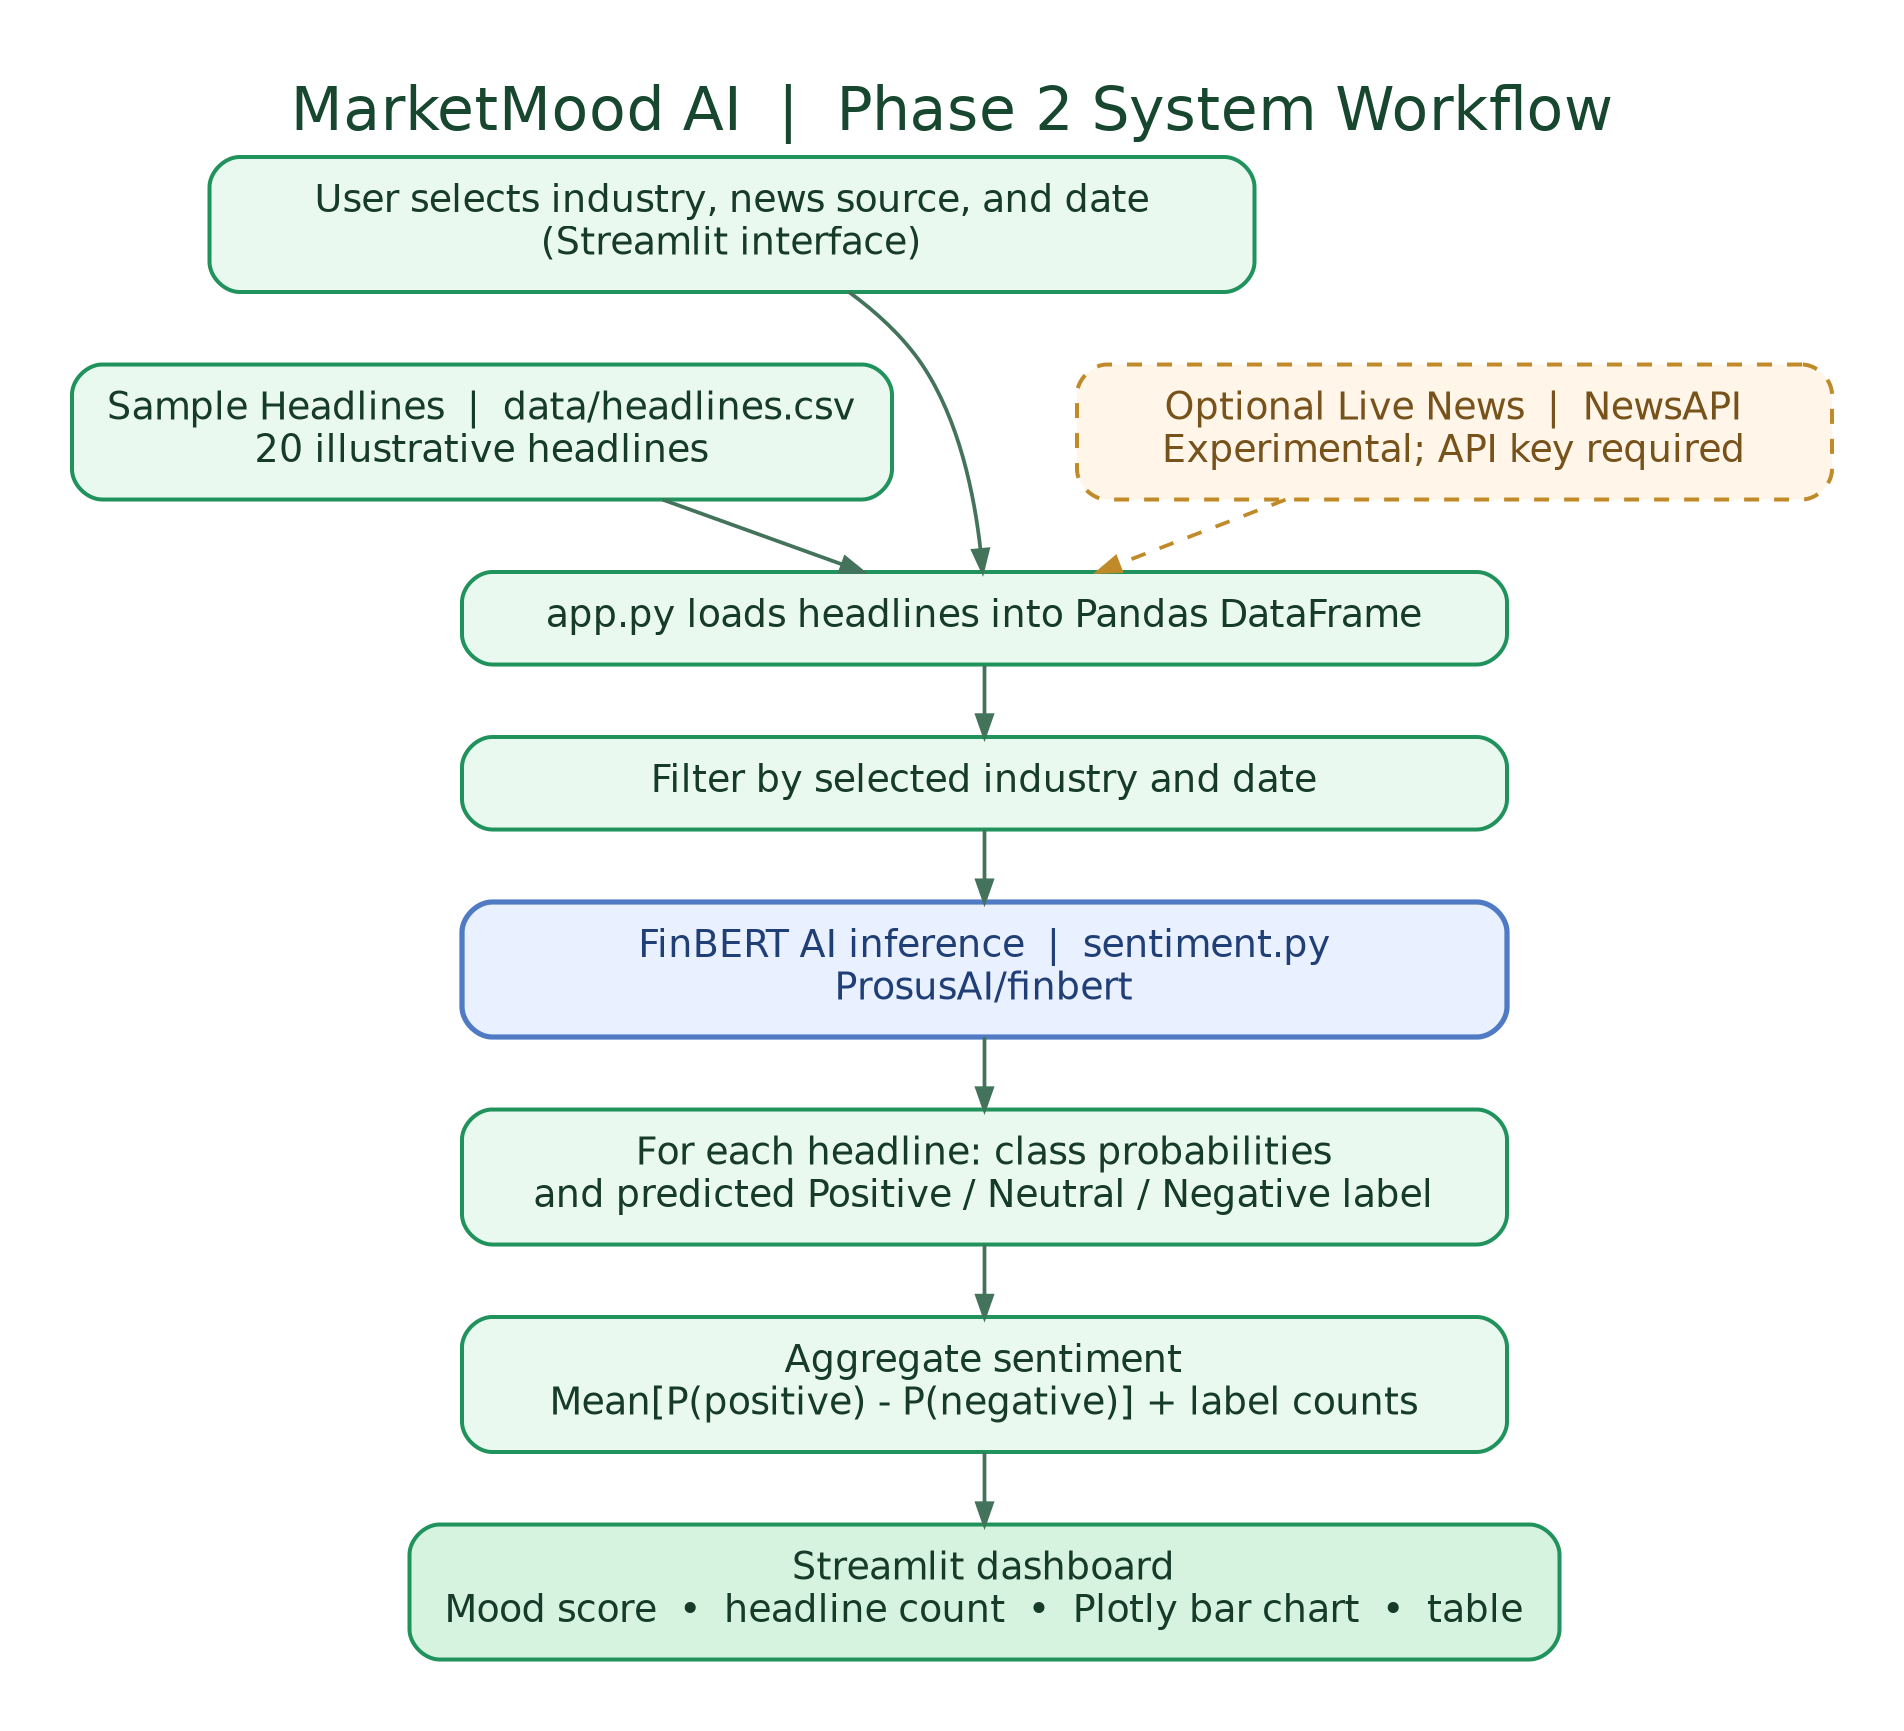 MarketMood AI | Phase 2 System Workflow
User selects industry, news source, and date
(Streamlit interface)
Sample Headlines | data/headlines.csv
20 illustrative headlines
Optional Live News | NewsAPI
Experimental; API key required
app.py loads headlines into Pandas DataFrame
Filter by selected industry and date
FinBERT AI inference | sentiment.py
ProsusAI/finbert
For each headline: class probabilities
and predicted Positive / Neutral / Negative label
Aggregate sentiment
Mean[P(positive) - P(negative)] + label counts
Streamlit dashboard
Mood score • headline count • Plotly bar chart • table